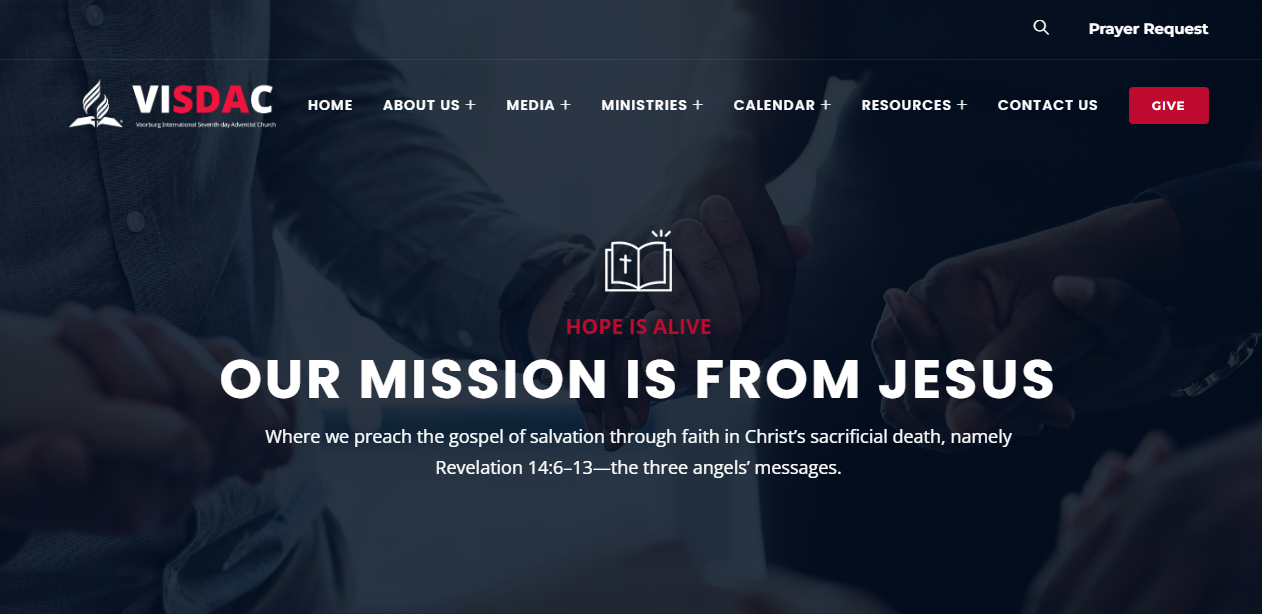 Prayer Request
VISDAC
Voorburg International Seventh-day Adventist Church
HOME ABOUT US + MEDIA + MINISTRIES + CALENDAR + RESOURCES + CONTACT US GIVE
HOPE IS ALIVE
OUR MISSION IS FROM JESUS
Where we preach the gospel of salvation through faith in Christ’s sacrificial death, namely
Revelation 14:6–13—the three angels’ messages.